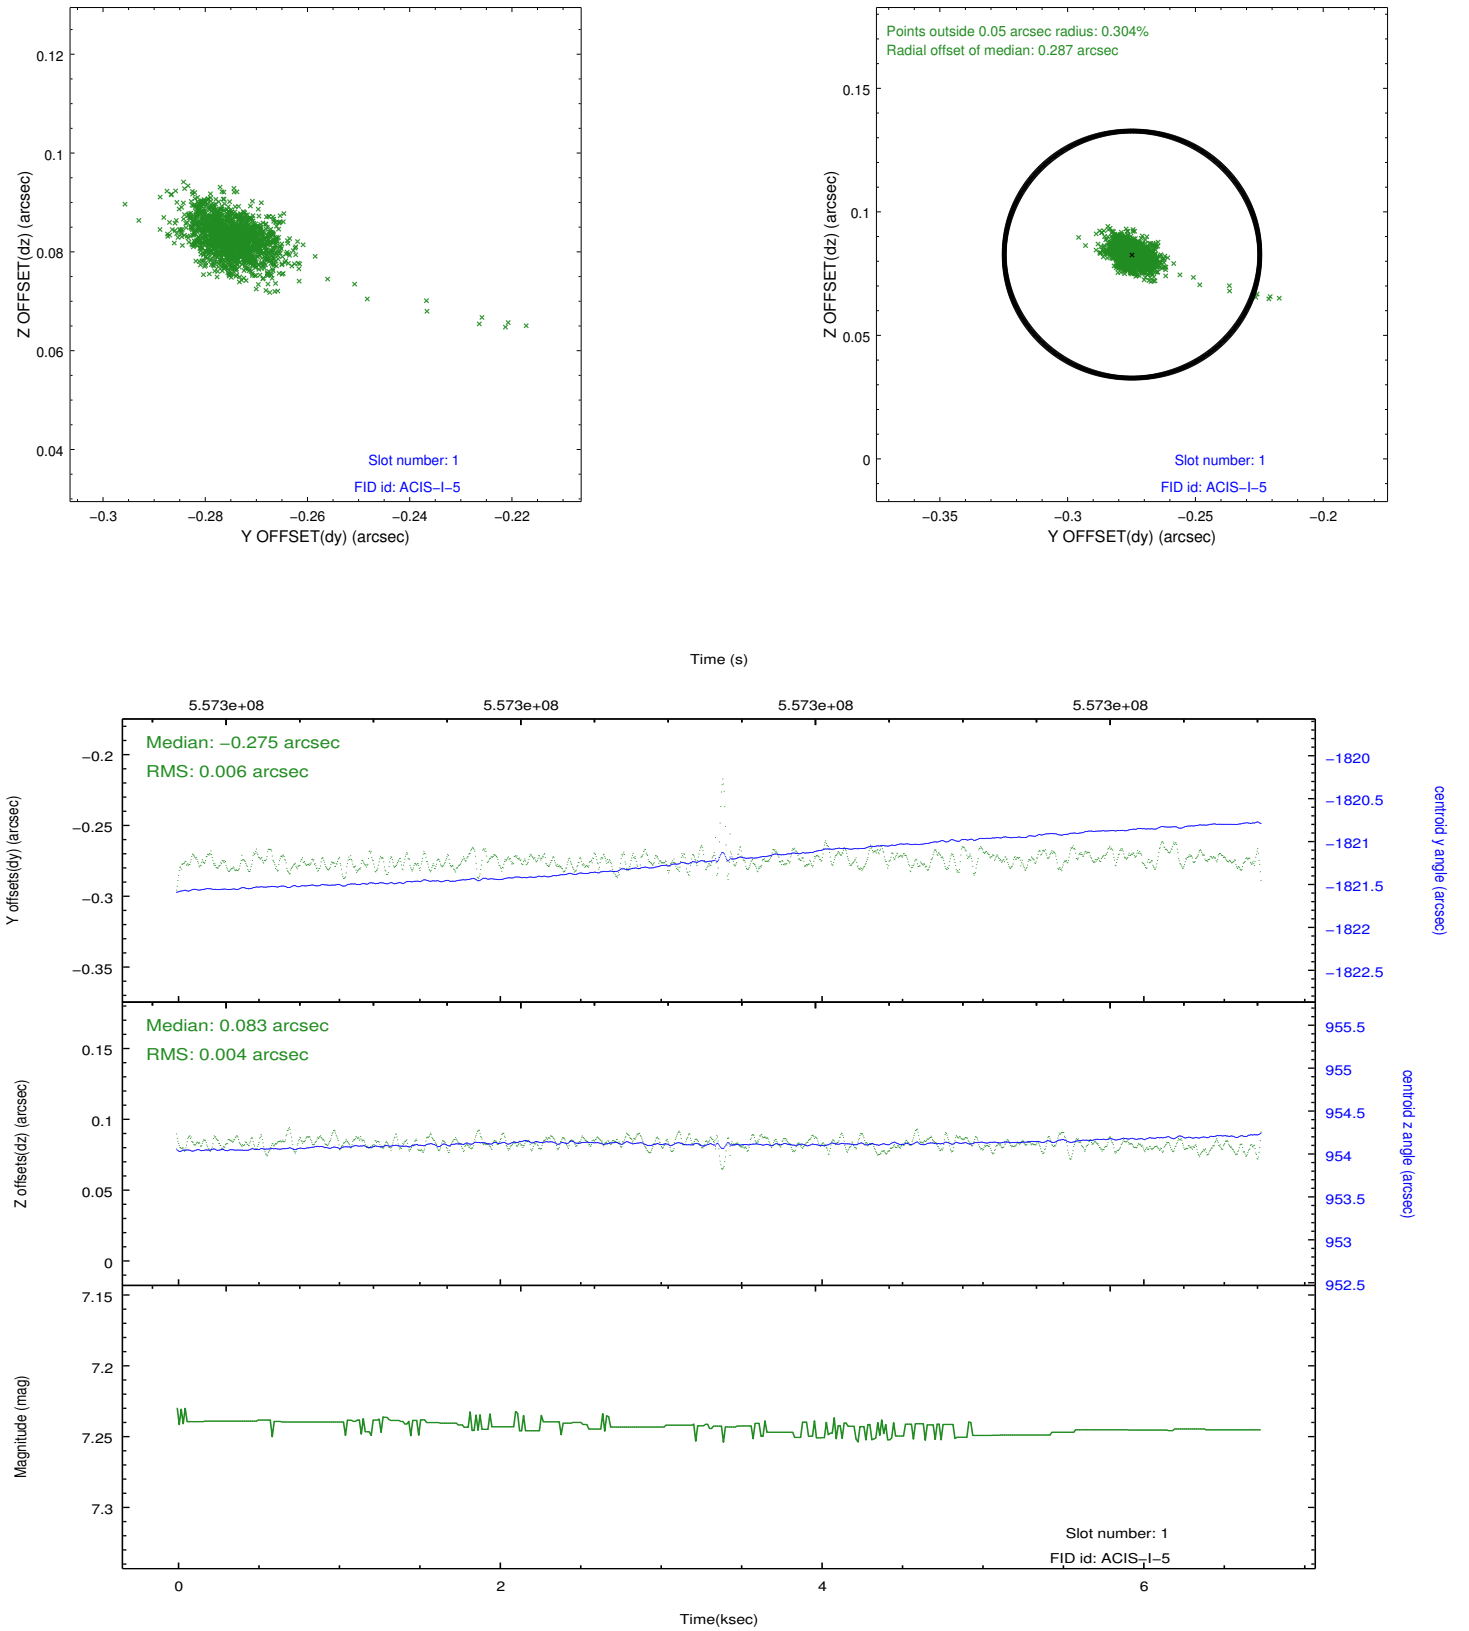 0.12
0.1
0.08
0.06
0.04
Z OFFSET(dz) (arcsec)
Slot number: 1
FID id: ACIS−I−5
−0.3 −0.28 −0.26 −0.24 −0.22
Y OFFSET(dy) (arcsec)
Points outside 0.05 arcsec radius: 0.304%
Radial offset of median: 0.287 arcsec
0.15
0.1
0.05
0
Z OFFSET(dz) (arcsec)
Slot number: 1
FID id: ACIS−I−5
−0.35 −0.3 −0.25 −0.2
Y OFFSET(dy) (arcsec)
Time (s)
5.573e+08 5.573e+08 5.573e+08 5.573e+08
Median: −0.275 arcsec
RMS: 0.006 arcsec
−0.2
−0.25
−0.3
−0.35
Y offsets(dy) (arcsec)
−1820
−1820.5
−1821
−1821.5
−1822
−1822.5
centroid y angle (arcsec)
Median: 0.083 arcsec
RMS: 0.004 arcsec
0.15
0.1
0.05
0
Z offsets(dz) (arcsec)
955.5
955
954.5
954
953.5
953
952.5
centroid z angle (arcsec)
7.15
7.2
7.25
7.3
Magnitude (mag)
Slot number: 1
FID id: ACIS−I−5
0 2 4 6
Time(ksec)